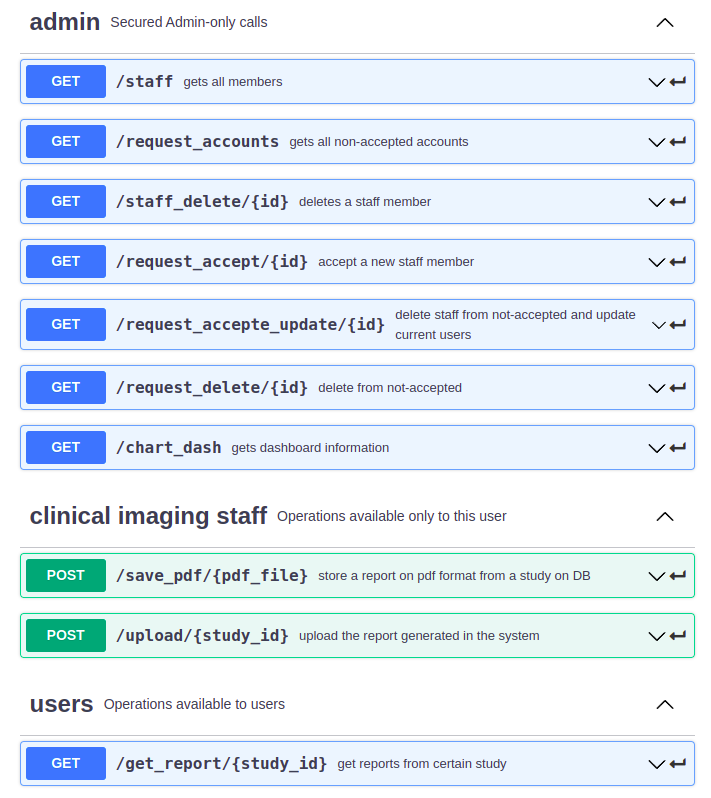 admin Secured Admin-only calls
GET /staff gets all members
GET /request_accounts gets all non-accepted accounts
GET /staff_delete/{id} deletes a staff member
GET /request_accept/{id} accept a new staff member
GET /request_accepte_update/{id} delete staff from not-accepted and update
current users
GET /request_delete/{id} delete from not-accepted
GET /chart_dash gets dashboard information
clinical imaging staff Operations available only to this user
POST /save_pdf/{pdf_file} store a report on pdf format from a study on DB
POST /upload/{study_id} upload the report generated in the system
users Operations available to users
GET /get_report/{study_id} get reports from certain study